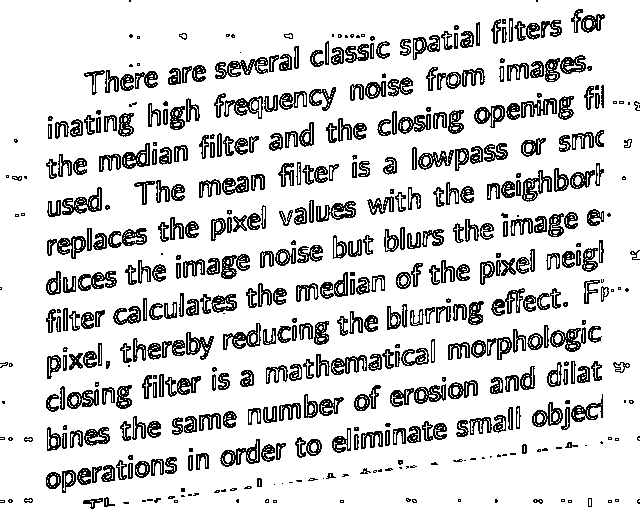 There are several classic spatial filters for
inating high frequency noise from images.
the median filter and the closing opening fil
used. The mean filter is a lowpass or smo
replaces the pixel values with the neighborh
duces the image noise but blurs the image e
filter calculates the median of the pixel neigh
pixel, thereby reducing the blurring effect. Fi
closing filter is a mathematical morphologic
bines the same number of erosion and dilat
operations in order to eliminate small object